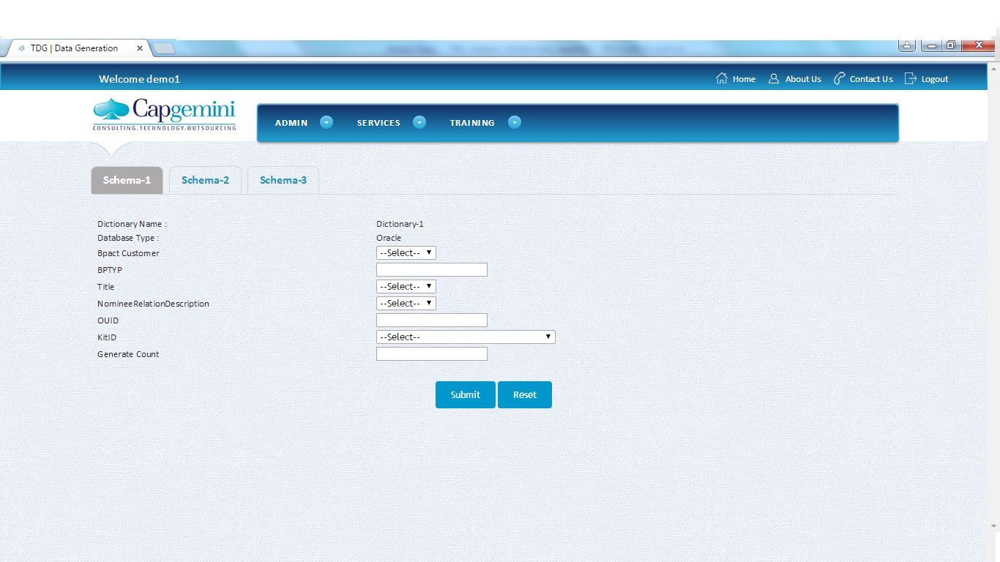 TDG | Data Generation
Welcome demo1
Home About Us Contact Us Logout
Capgemini
CONSULTING.TECHNOLOGY.OUTSOURCING
ADMIN SERVICES TRAINING
Schema-1 Schema-2 Schema-3
Dictionary Name : Dictionary-1
Database Type : Oracle
Bpact Customer --Select--
BPTYP
Title --Select--
NomineeRelationDescription --Select--
OUID
KitID --Select--
Generate Count
Submit Reset